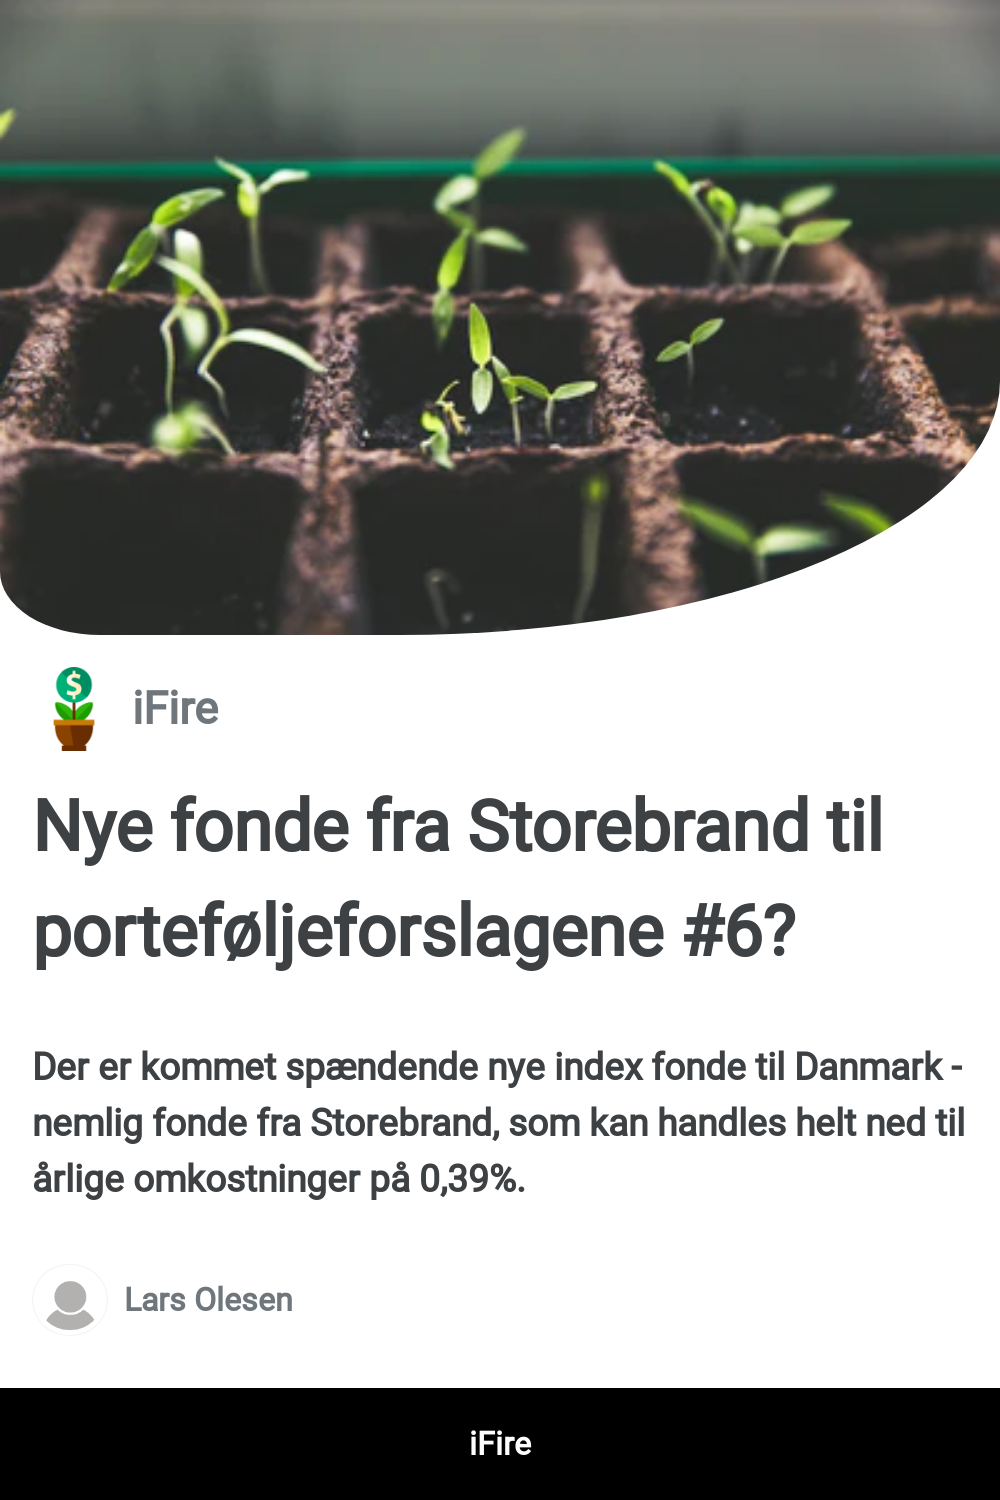 $
iFire
Nye fonde fra Storebrand til
porteføljeforslagene #6?
Der er kommet spændende nye index fonde til Danmark -
nemlig fonde fra Storebrand, som kan handles helt ned til
årlige omkostninger på 0,39%.
Lars Olesen
iFire